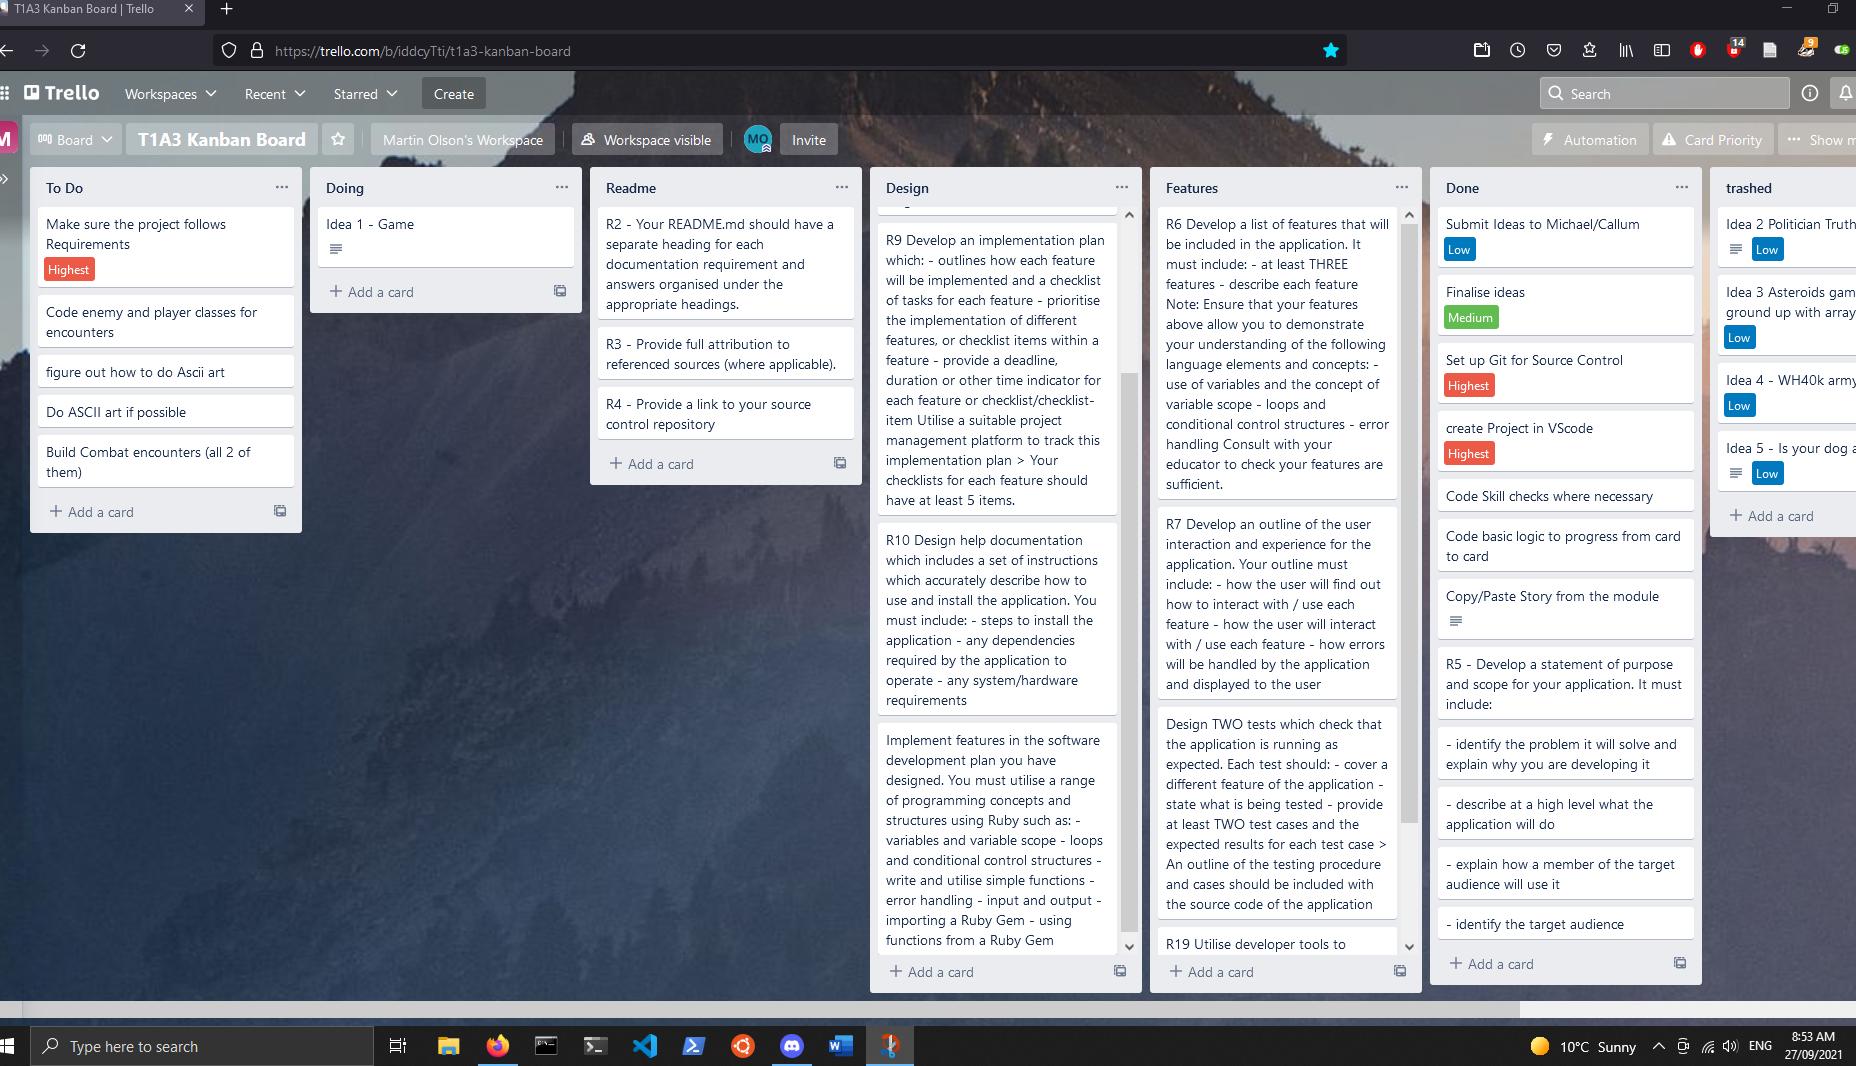 T1A3 Kanban Board | Trello
https://trello.com/b/iddcyTti/t1a3-kanban-board
14
9
Trello
Workspaces
Recent
Starred
Create
Search
M
Board
T1A3 Kanban Board
Martin Olson's Workspace
Workspace visible
MO
Invite
Automation
Card Priority
Show m
To Do
Make sure the project follows
Requirements
Highest
Code enemy and player classes for
encounters
figure out how to do Ascii art
Do ASCII art if possible
Build Combat encounters (all 2 of
them)
Add a card
Doing
Idea 1 - Game
Add a card
Readme
R2 - Your README.md should have a
separate heading for each
documentation requirement and
answers organised under the
appropriate headings.
R3 - Provide full attribution to
referenced sources (where applicable).
R4 - Provide a link to your source
control repository
Add a card
Design
R9 Develop an implementation plan
which: - outlines how each feature
will be implemented and a checklist
of tasks for each feature - prioritise
the implementation of different
features, or checklist items within a
feature - provide a deadline,
duration or other time indicator for
each feature or checklist/checklist-
item Utilise a suitable project
management platform to track this
implementation plan > Your
checklists for each feature should
have at least 5 items.
R10 Design help documentation
which includes a set of instructions
which accurately describe how to
use and install the application. You
must include: - steps to install the
application - any dependencies
required by the application to
operate - any system/hardware
requirements
Implement features in the software
development plan you have
designed. You must utilise a range
of programming concepts and
structures using Ruby such as: -
variables and variable scope - loops
and conditional control structures -
write and utilise simple functions -
error handling - input and output -
importing a Ruby Gem - using
functions from a Ruby Gem
Add a card
Features
R6 Develop a list of features that will
be included in the application. It
must include: - at least THREE
features - describe each feature
Note: Ensure that your features
above allow you to demonstrate
your understanding of the following
language elements and concepts: -
use of variables and the concept of
variable scope - loops and
conditional control structures - error
handling Consult with your
educator to check your features are
sufficient.
R7 Develop an outline of the user
interaction and experience for the
application. Your outline must
include: - how the user will find out
how to interact with / use each
feature - how the user will interact
with / use each feature - how errors
will be handled by the application
and displayed to the user
Design TWO tests which check that
the application is running as
expected. Each test should: - cover a
different feature of the application -
state what is being tested - provide
at least TWO test cases and the
expected results for each test case >
An outline of the testing procedure
and cases should be included with
the source code of the application
R19 Utilise developer tools to
Add a card
Done
Submit Ideas to Michael/Callum
Low
Finalise ideas
Medium
Set up Git for Source Control
Highest
create Project in VScode
Highest
Code Skill checks where necessary
Code basic logic to progress from card
to card
Copy/Paste Story from the module
R5 - Develop a statement of purpose
and scope for your application. It must
include:
- identify the problem it will solve and
explain why you are developing it
- describe at a high level what the
application will do
- explain how a member of the target
audience will use it
- identify the target audience
Add a card
trashed
Idea 2 Politician Truth
Low
Idea 3 Asteroids gam
ground up with array
Low
Idea 4 - WH40k army
Low
Idea 5 - Is your dog a
Low
Add a card
Type here to search
10°C Sunny
ENG
8:53 AM
27/09/2021